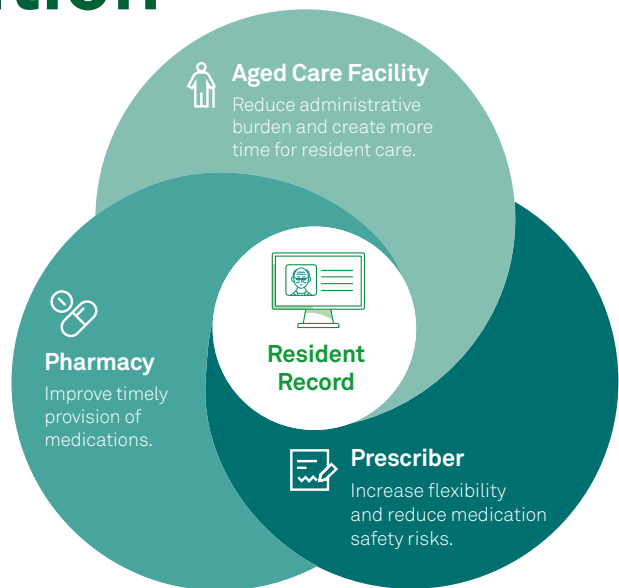 Aged Care Facility
Reduce administrative
burden and create more
time for resident care.
Resident
Record
Pharmacy
Improve timely
provision of
medications.
Prescriber
Increase flexibility
and reduce medication
safety risks.